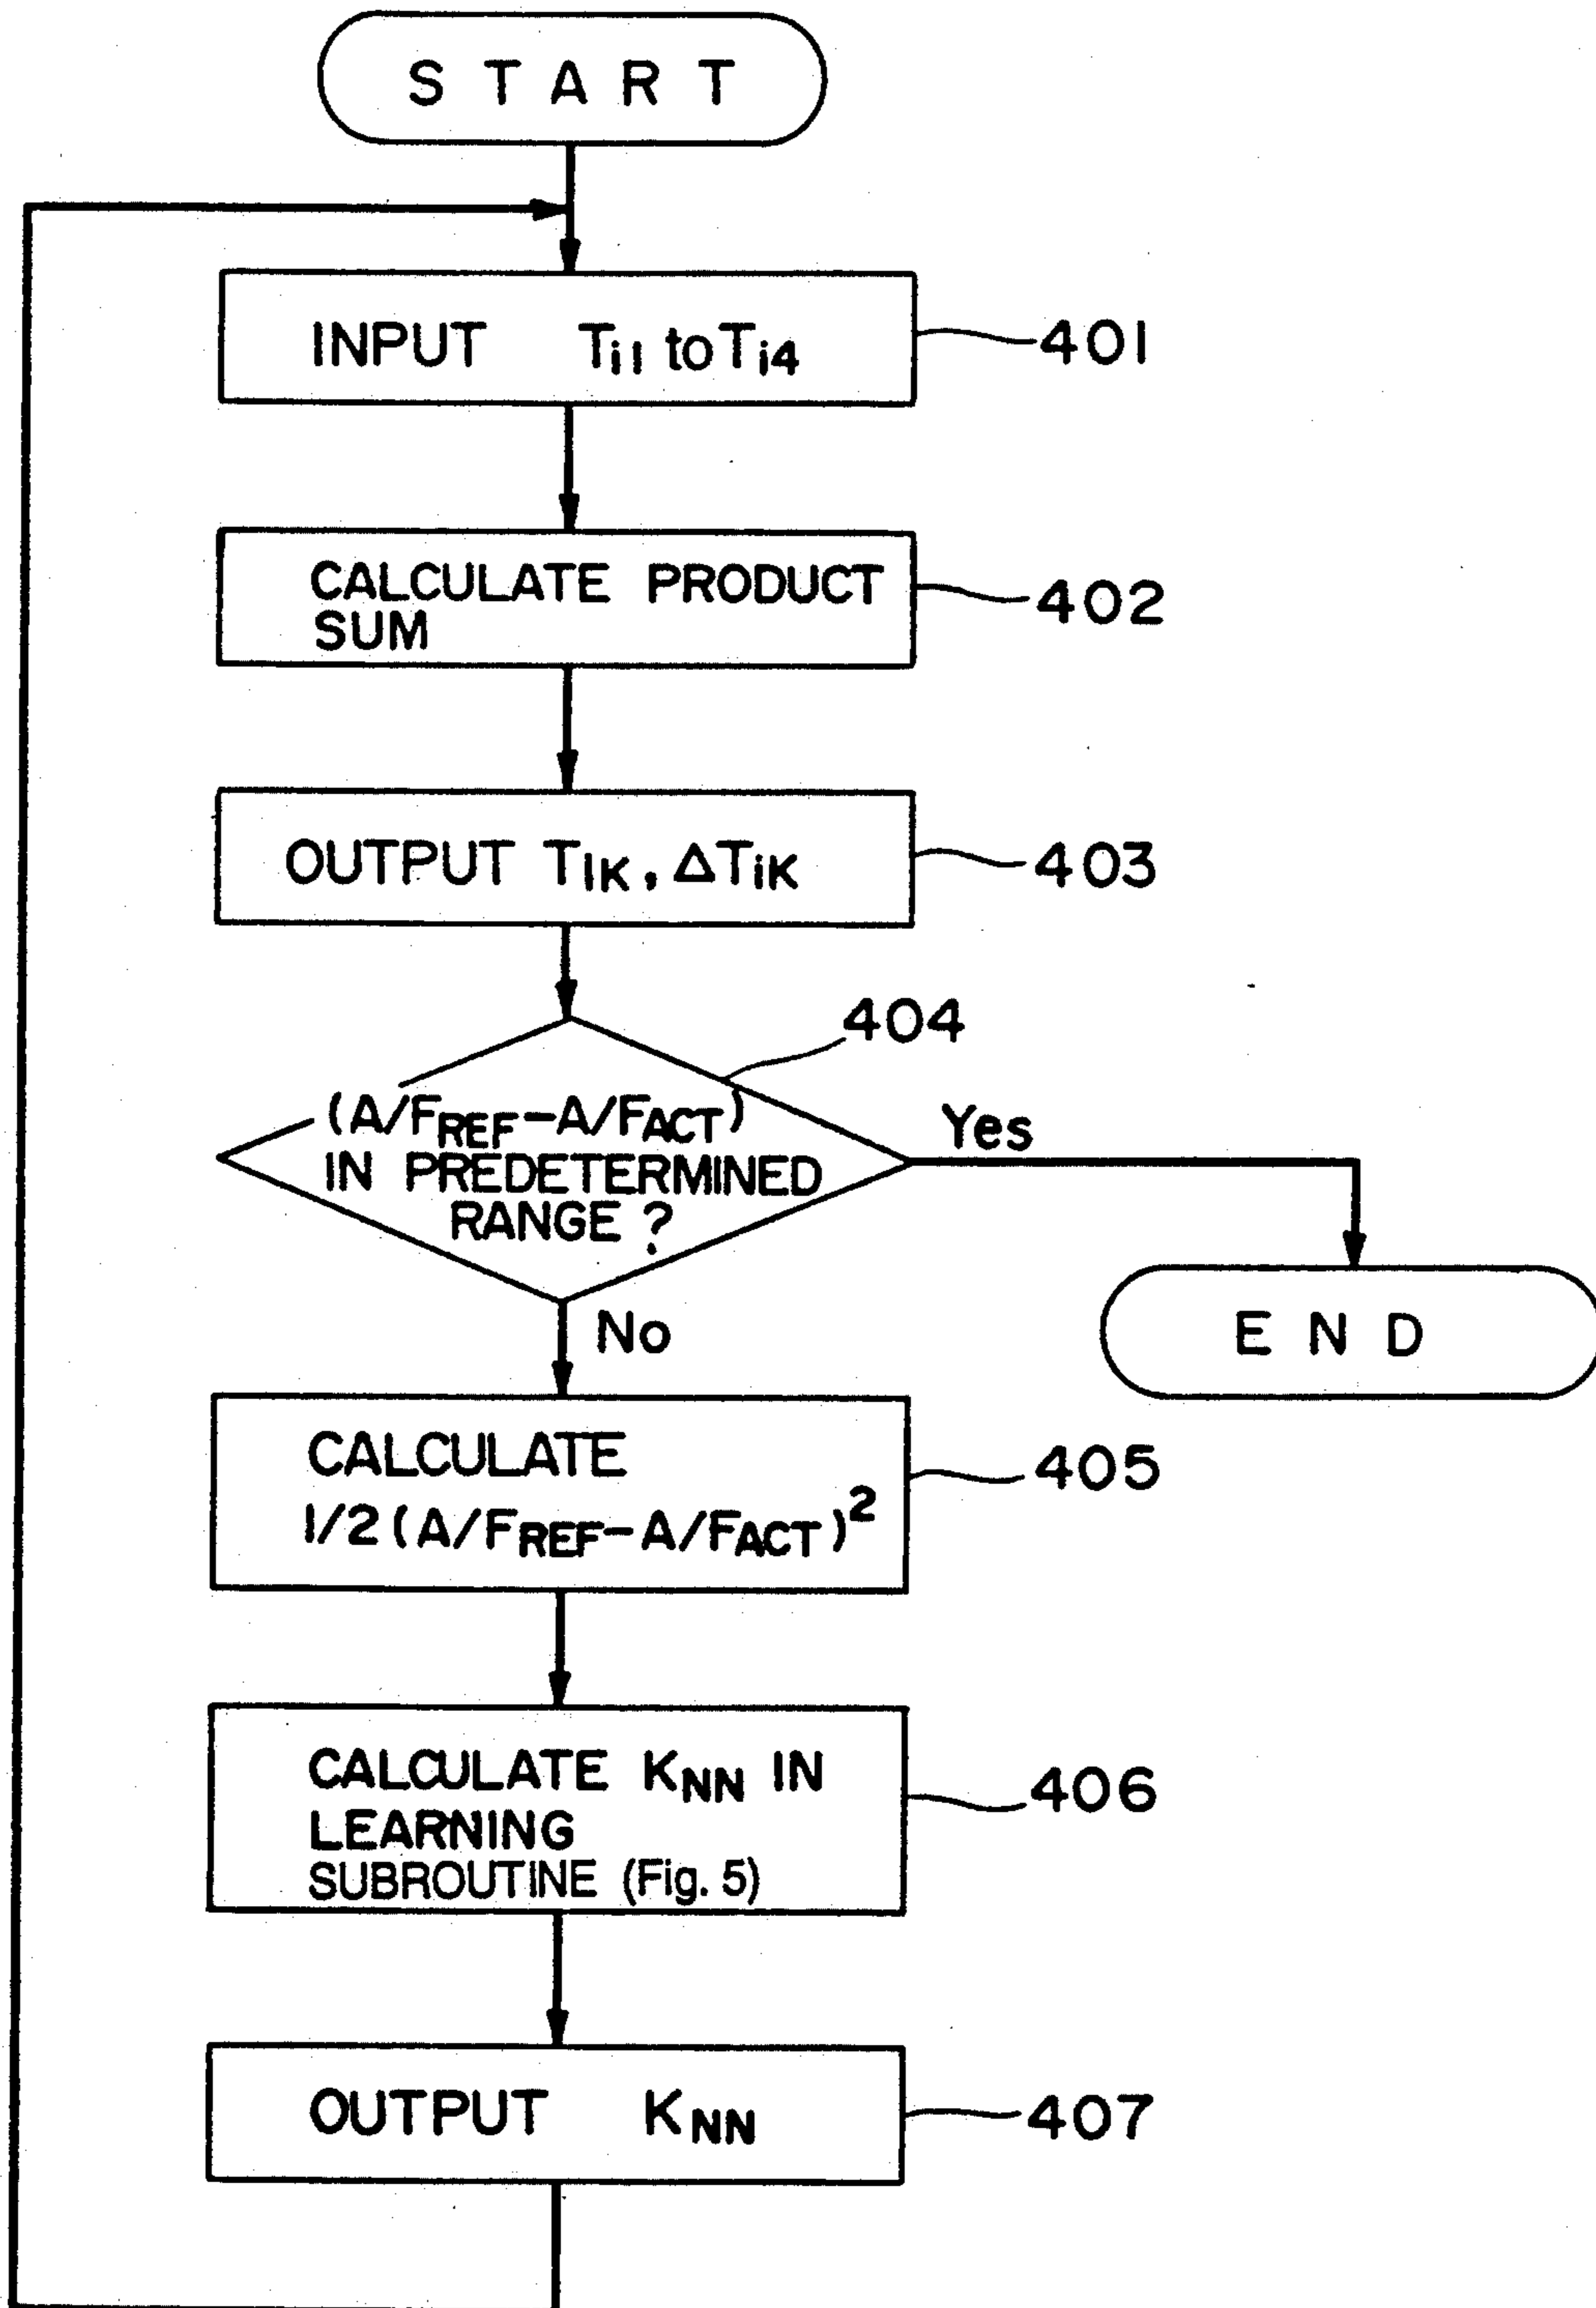 START
INPUT Ti1 to Ti4
401
CALCULATE PRODUCT
SUM
402
OUTPUT TIK, ΔTiK
403
404
(A/FREF-A/FACT)
IN PREDETERMINED
RANGE ?
Yes
END
No
CALCULATE
1/2 (A/FREF-A/FACT)²
405
CALCULATE KNN IN
LEARNING
SUBROUTINE (Fig. 5)
406
OUTPUT KNN
407